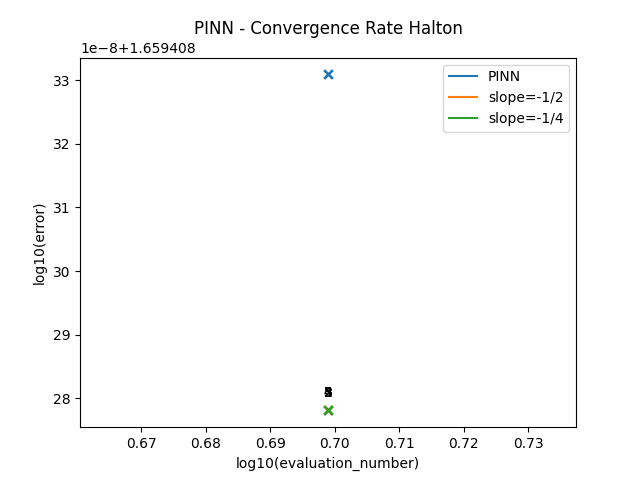 PINN - Convergence Rate Halton
1e-8+1.659408
33
32
31
30
29
28
log10(error)
PINN
slope=-1/2
slope=-1/4
0.67 0.68 0.69 0.70 0.71 0.72 0.73
log10(evaluation_number)